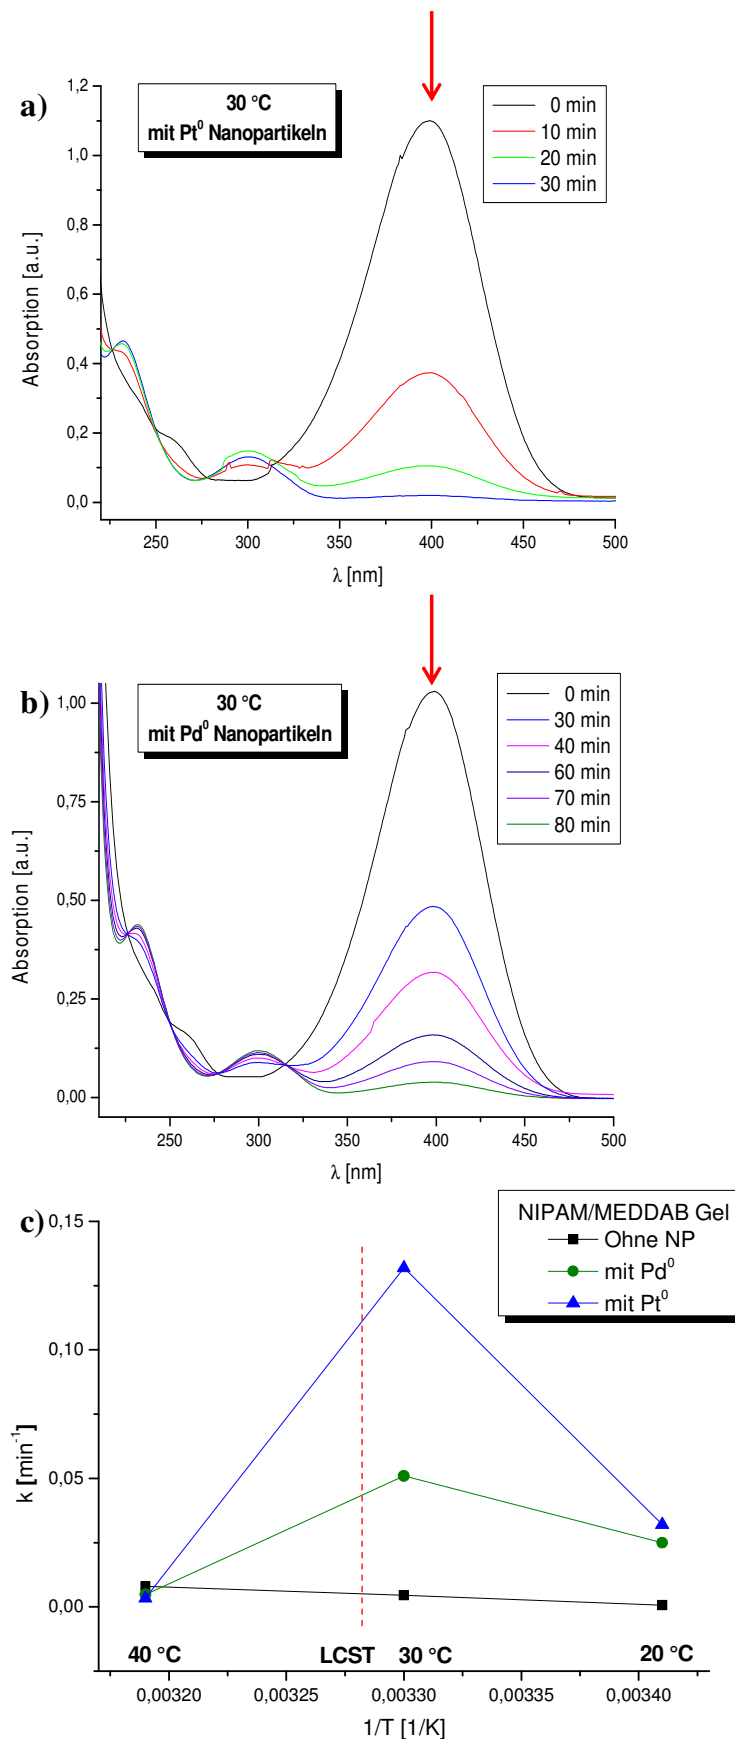 a)
30 °C
mit Pt⁰ Nanopartikeln
0 min
10 min
20 min
30 min
1,2
1,0
0,8
0,6
0,4
0,2
0,0
Absorption [a.u.]
250
300
350
400
450
500
λ [nm]
b)
30 °C
mit Pd⁰ Nanopartikeln
0 min
30 min
40 min
60 min
70 min
80 min
1,00
0,75
0,50
0,25
0,00
Absorption [a.u.]
250
300
350
400
450
500
λ [nm]
c)
NIPAM/MEDDAB Gel
Ohne NP
mit Pd⁰
mit Pt⁰
0,15
0,10
0,05
0,00
k [min⁻¹]
40 °C
LCST
30 °C
20 °C
0,00320
0,00325
0,00330
0,00335
0,00340
1/T [1/K]